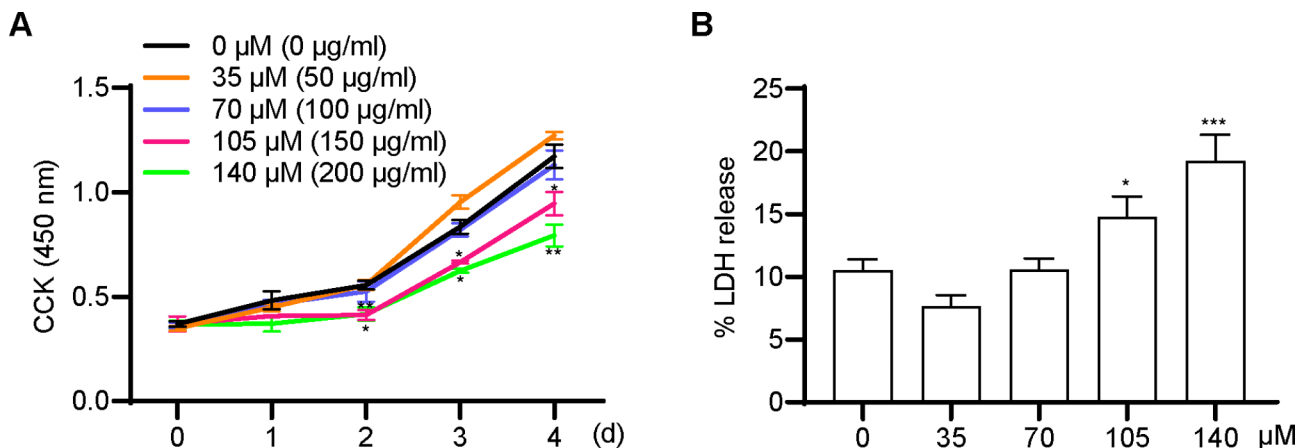 A
0 µM (0 µg/ml)
35 µM (50 µg/ml)
70 µM (100 µg/ml)
105 µM (150 µg/ml)
140 µM (200 µg/ml)
CCK (450 nm)
1.5
1.0
0.5
0.0
*
*
*
**
**
*
0 1 2 3 4 (d)
B
% LDH release
25
20
15
10
5
0
*
***
0 35 70 105 140 µM